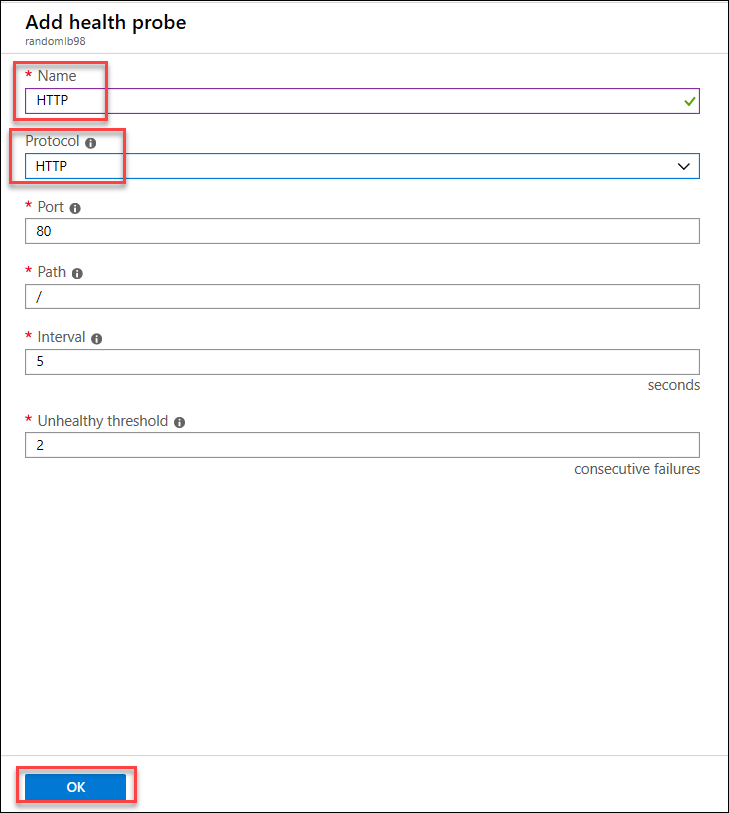 Add health probe
randomlb98
* Name
HTTP
Protocol
HTTP
* Port
80
* Path
/
* Interval
5
seconds
* Unhealthy threshold
2
consecutive failures
OK